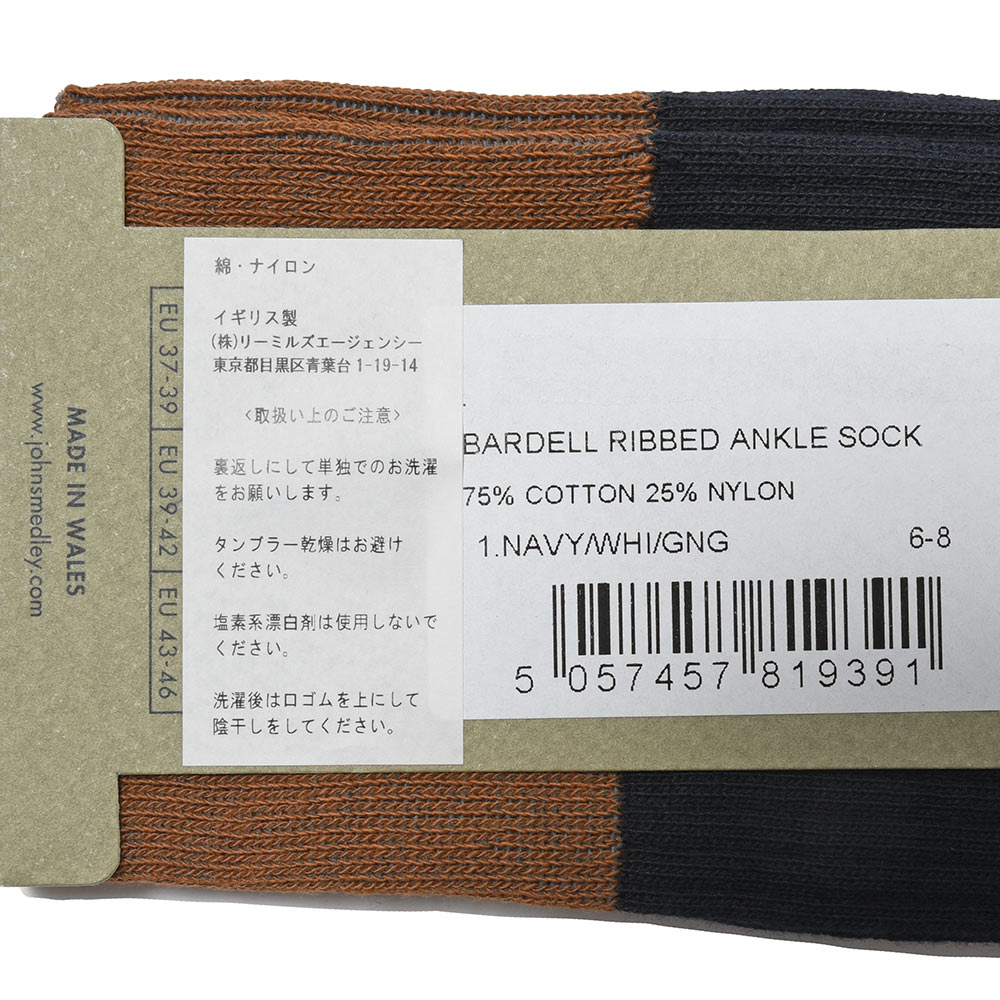 MADE IN WALES
www.johnsmedley.com
EU 37-39 | EU 39-42 | EU 43-46
綿・ナイロン
イギリス製
(株)リーミルズエージェンシー
東京都目黒区青葉台1-19-14
<取扱い上のご注意>
裏返しにして単独でのお洗濯
をお願いします。
タンブラー乾燥はお避け
ください。
塩素系漂白剤は使用しないで
ください。
洗濯後は口ゴムを上にして
陰干しをしてください。
BARDELL RIBBED ANKLE SOCK
75% COTTON 25% NYLON
1.NAVY/WHI/GNG 6-8
5 057457 819391